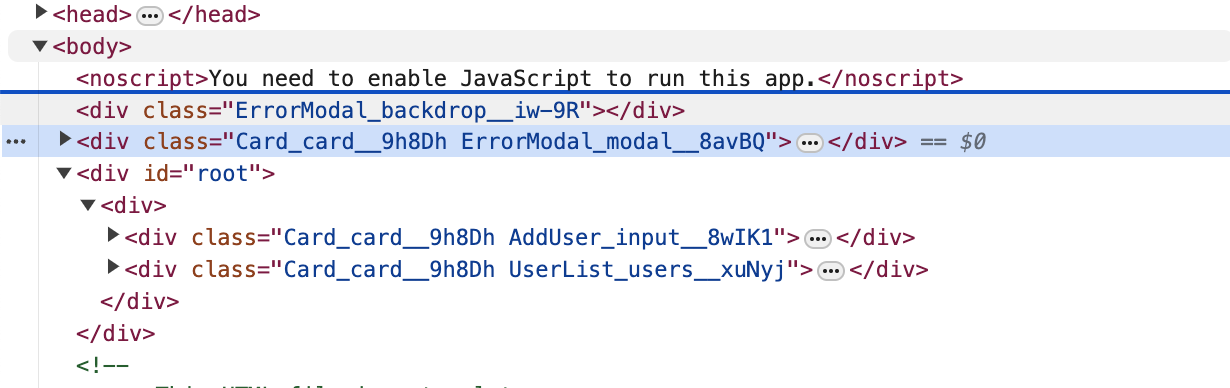 <head> ••• </head>
<body>
<noscript>You need to enable JavaScript to run this app.</noscript>
<div class="ErrorModal_backdrop__iw-9R"></div>
••• <div class="Card_card__9h8Dh ErrorModal_modal__8avBQ"> ••• </div> == $0
<div id="root">
<div>
<div class="Card_card__9h8Dh AddUser_input__8wIK1"> ••• </div>
<div class="Card_card__9h8Dh UserList_users__xuNyj"> ••• </div>
</div>
</div>
<!--